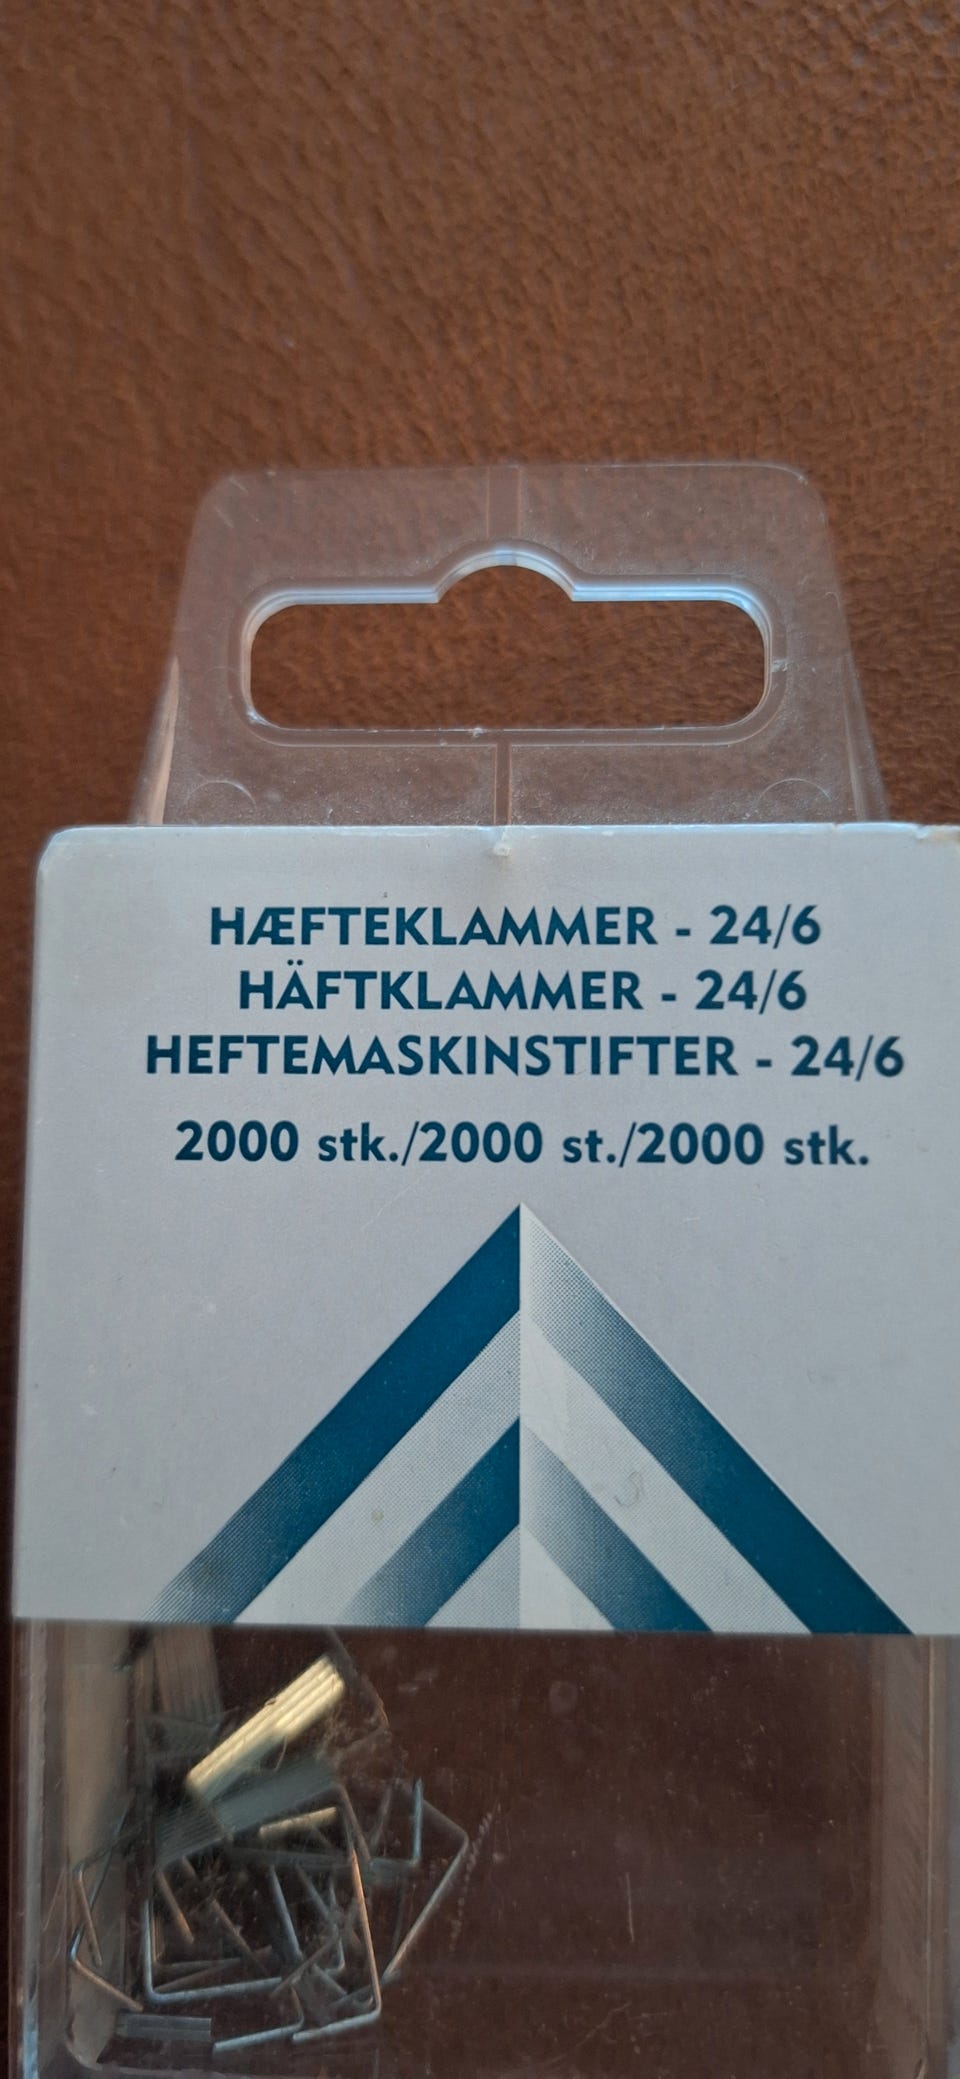 HÆFTEKLAMMER - 24/6
HÄFTKLAMMER - 24/6
HEFTEMASKINSTIFTER - 24/6
2000 stk./2000 st./2000 stk.